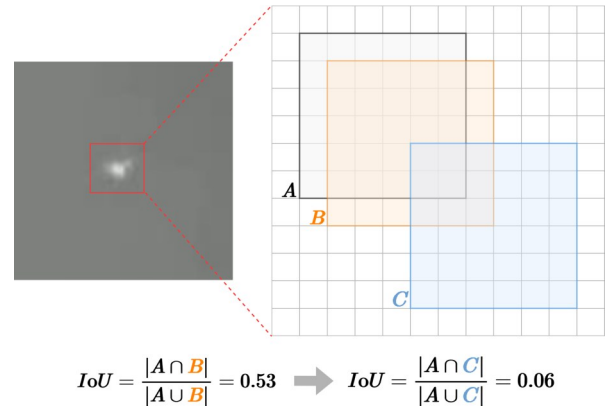 A
B
C
IoU = |A ∩ B| / |A ∪ B| = 0.53
IoU = |A ∩ C| / |A ∪ C| = 0.06